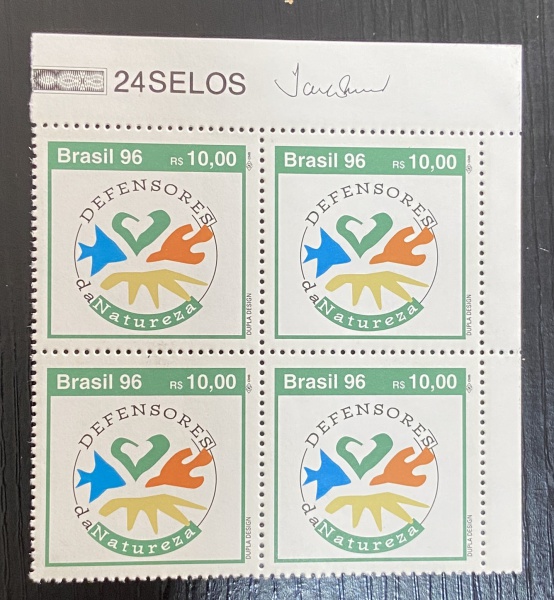 24SELOS
Brasil 96 R$ 10,00
DEFENSORES
da Natureza
DUPLA DESIGN
Brasil 96 R$ 10,00
DEFENSORES
da Natureza
DUPLA DESIGN
Brasil 96 R$ 10,00
DEFENSORES
da Natureza
DUPLA DESIGN
Brasil 96 R$ 10,00
DEFENSORES
da Natureza
DUPLA DESIGN